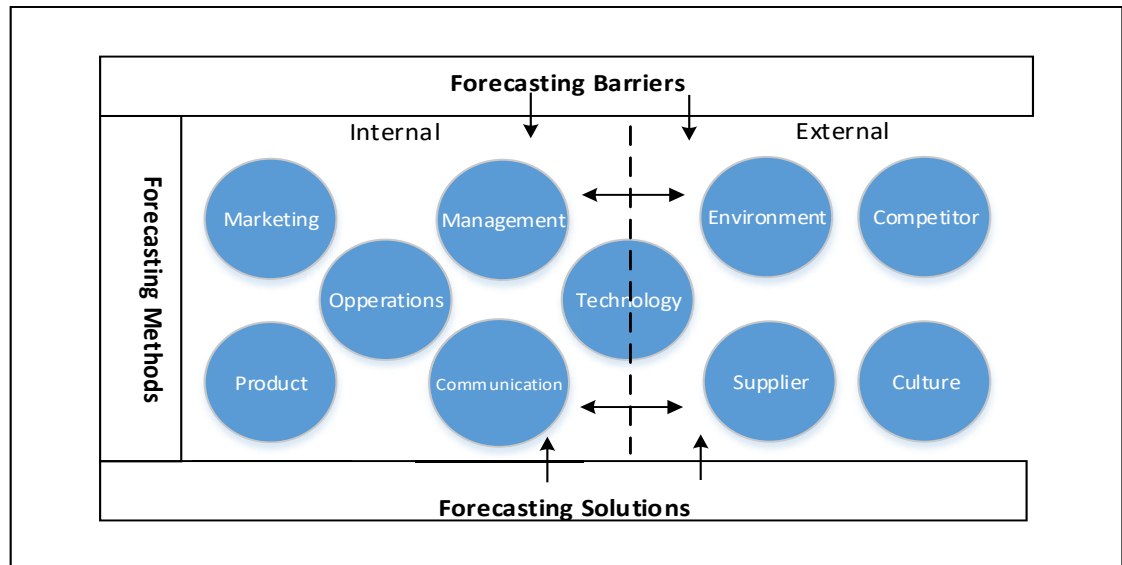 Forecasting Barriers
Internal
External
Forecasting Methods
Marketing
Management
Environment
Competitor
Opperations
Technology
Product
Communication
Supplier
Culture
Forecasting Solutions